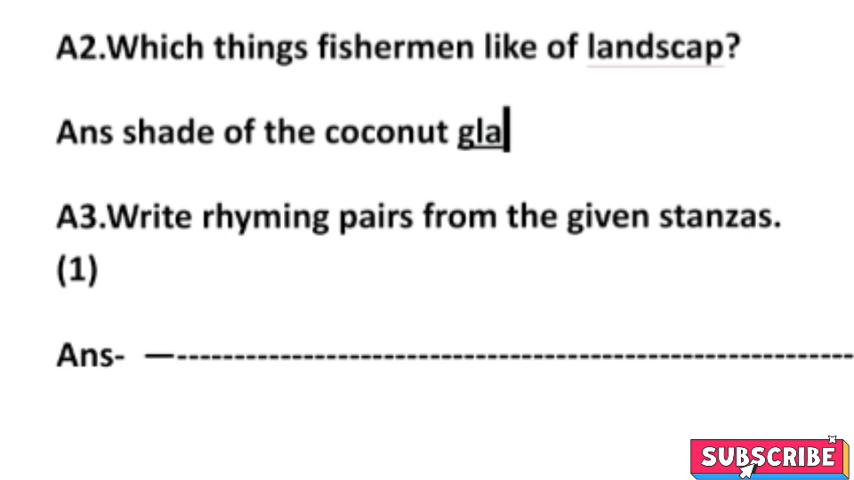 A2.Which things fishermen like of landscap?
Ans shade of the coconut gla
A3.Write rhyming pairs from the given stanzas.
(1)
Ans- —--------------------------------------------------------------
SUBSCRIBE